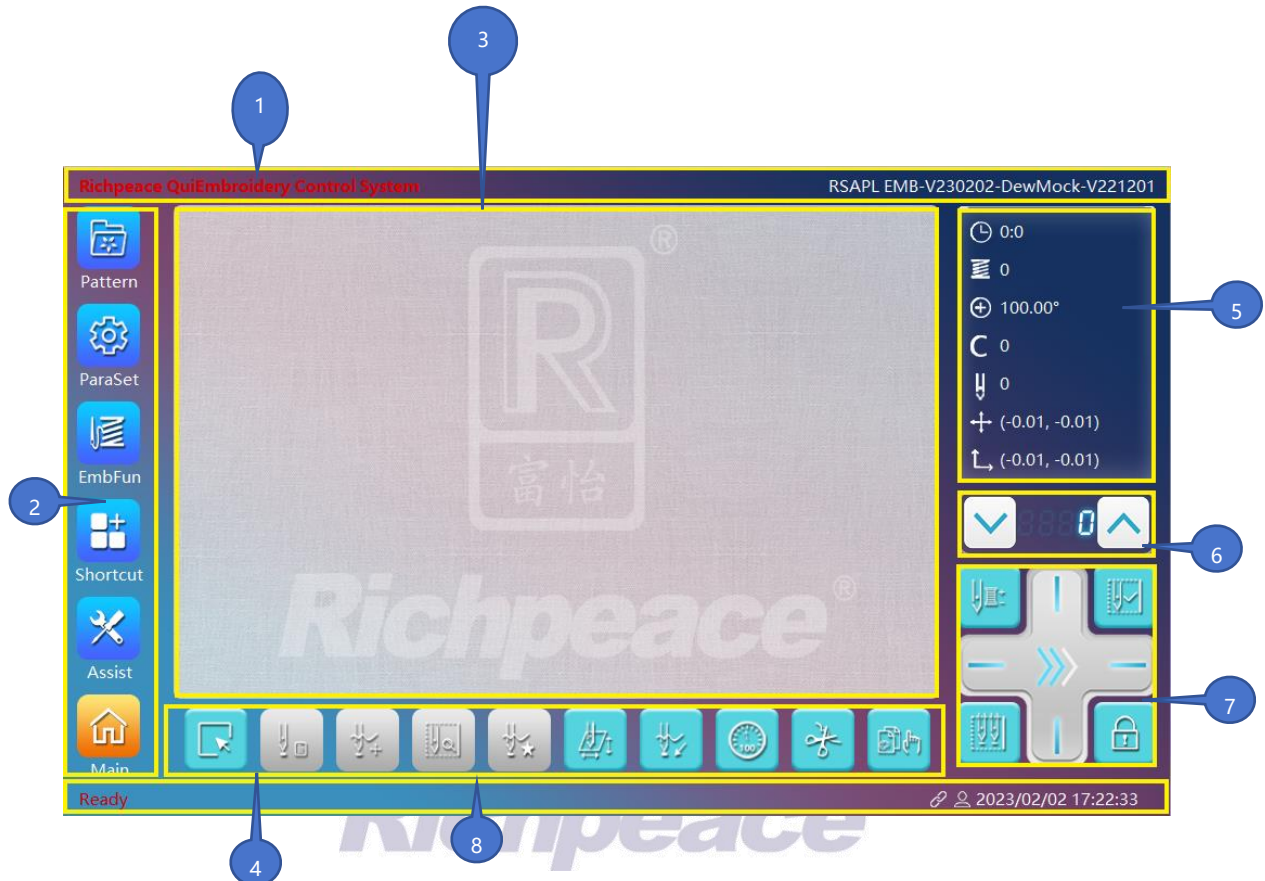 3
1
Richpeace QuiEmbroidery Control System
RSAPL EMB-V230202-DewMock-V221201
Pattern
ParaSet
EmbFun
Shortcut
Assist
Main
2
®
R
富怡
Richpeace®
0:0
0
100.00°
C 0
0
(-0.01, -0.01)
(-0.01, -0.01)
5
0
6
7
100
Ready
2023/02/02 17:22:33
Richpeace
4
8